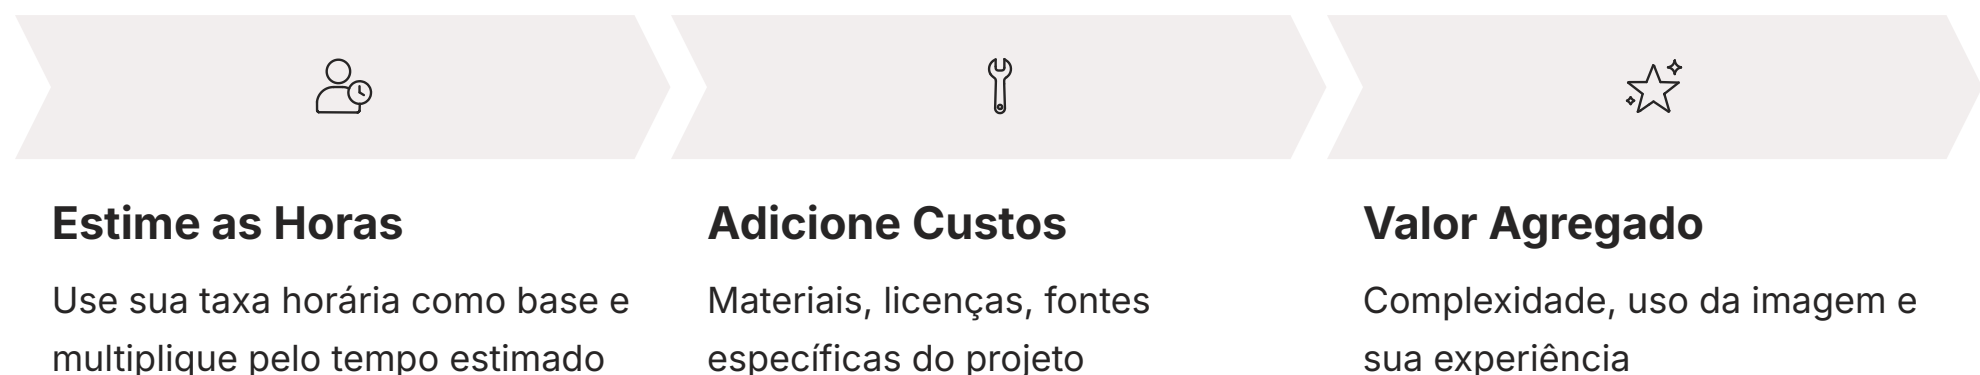 Estime as Horas
Use sua taxa horária como base e
multiplique pelo tempo estimado
Adicione Custos
Materiais, licenças, fontes
específicas do projeto
Valor Agregado
Complexidade, uso da imagem e
sua experiência